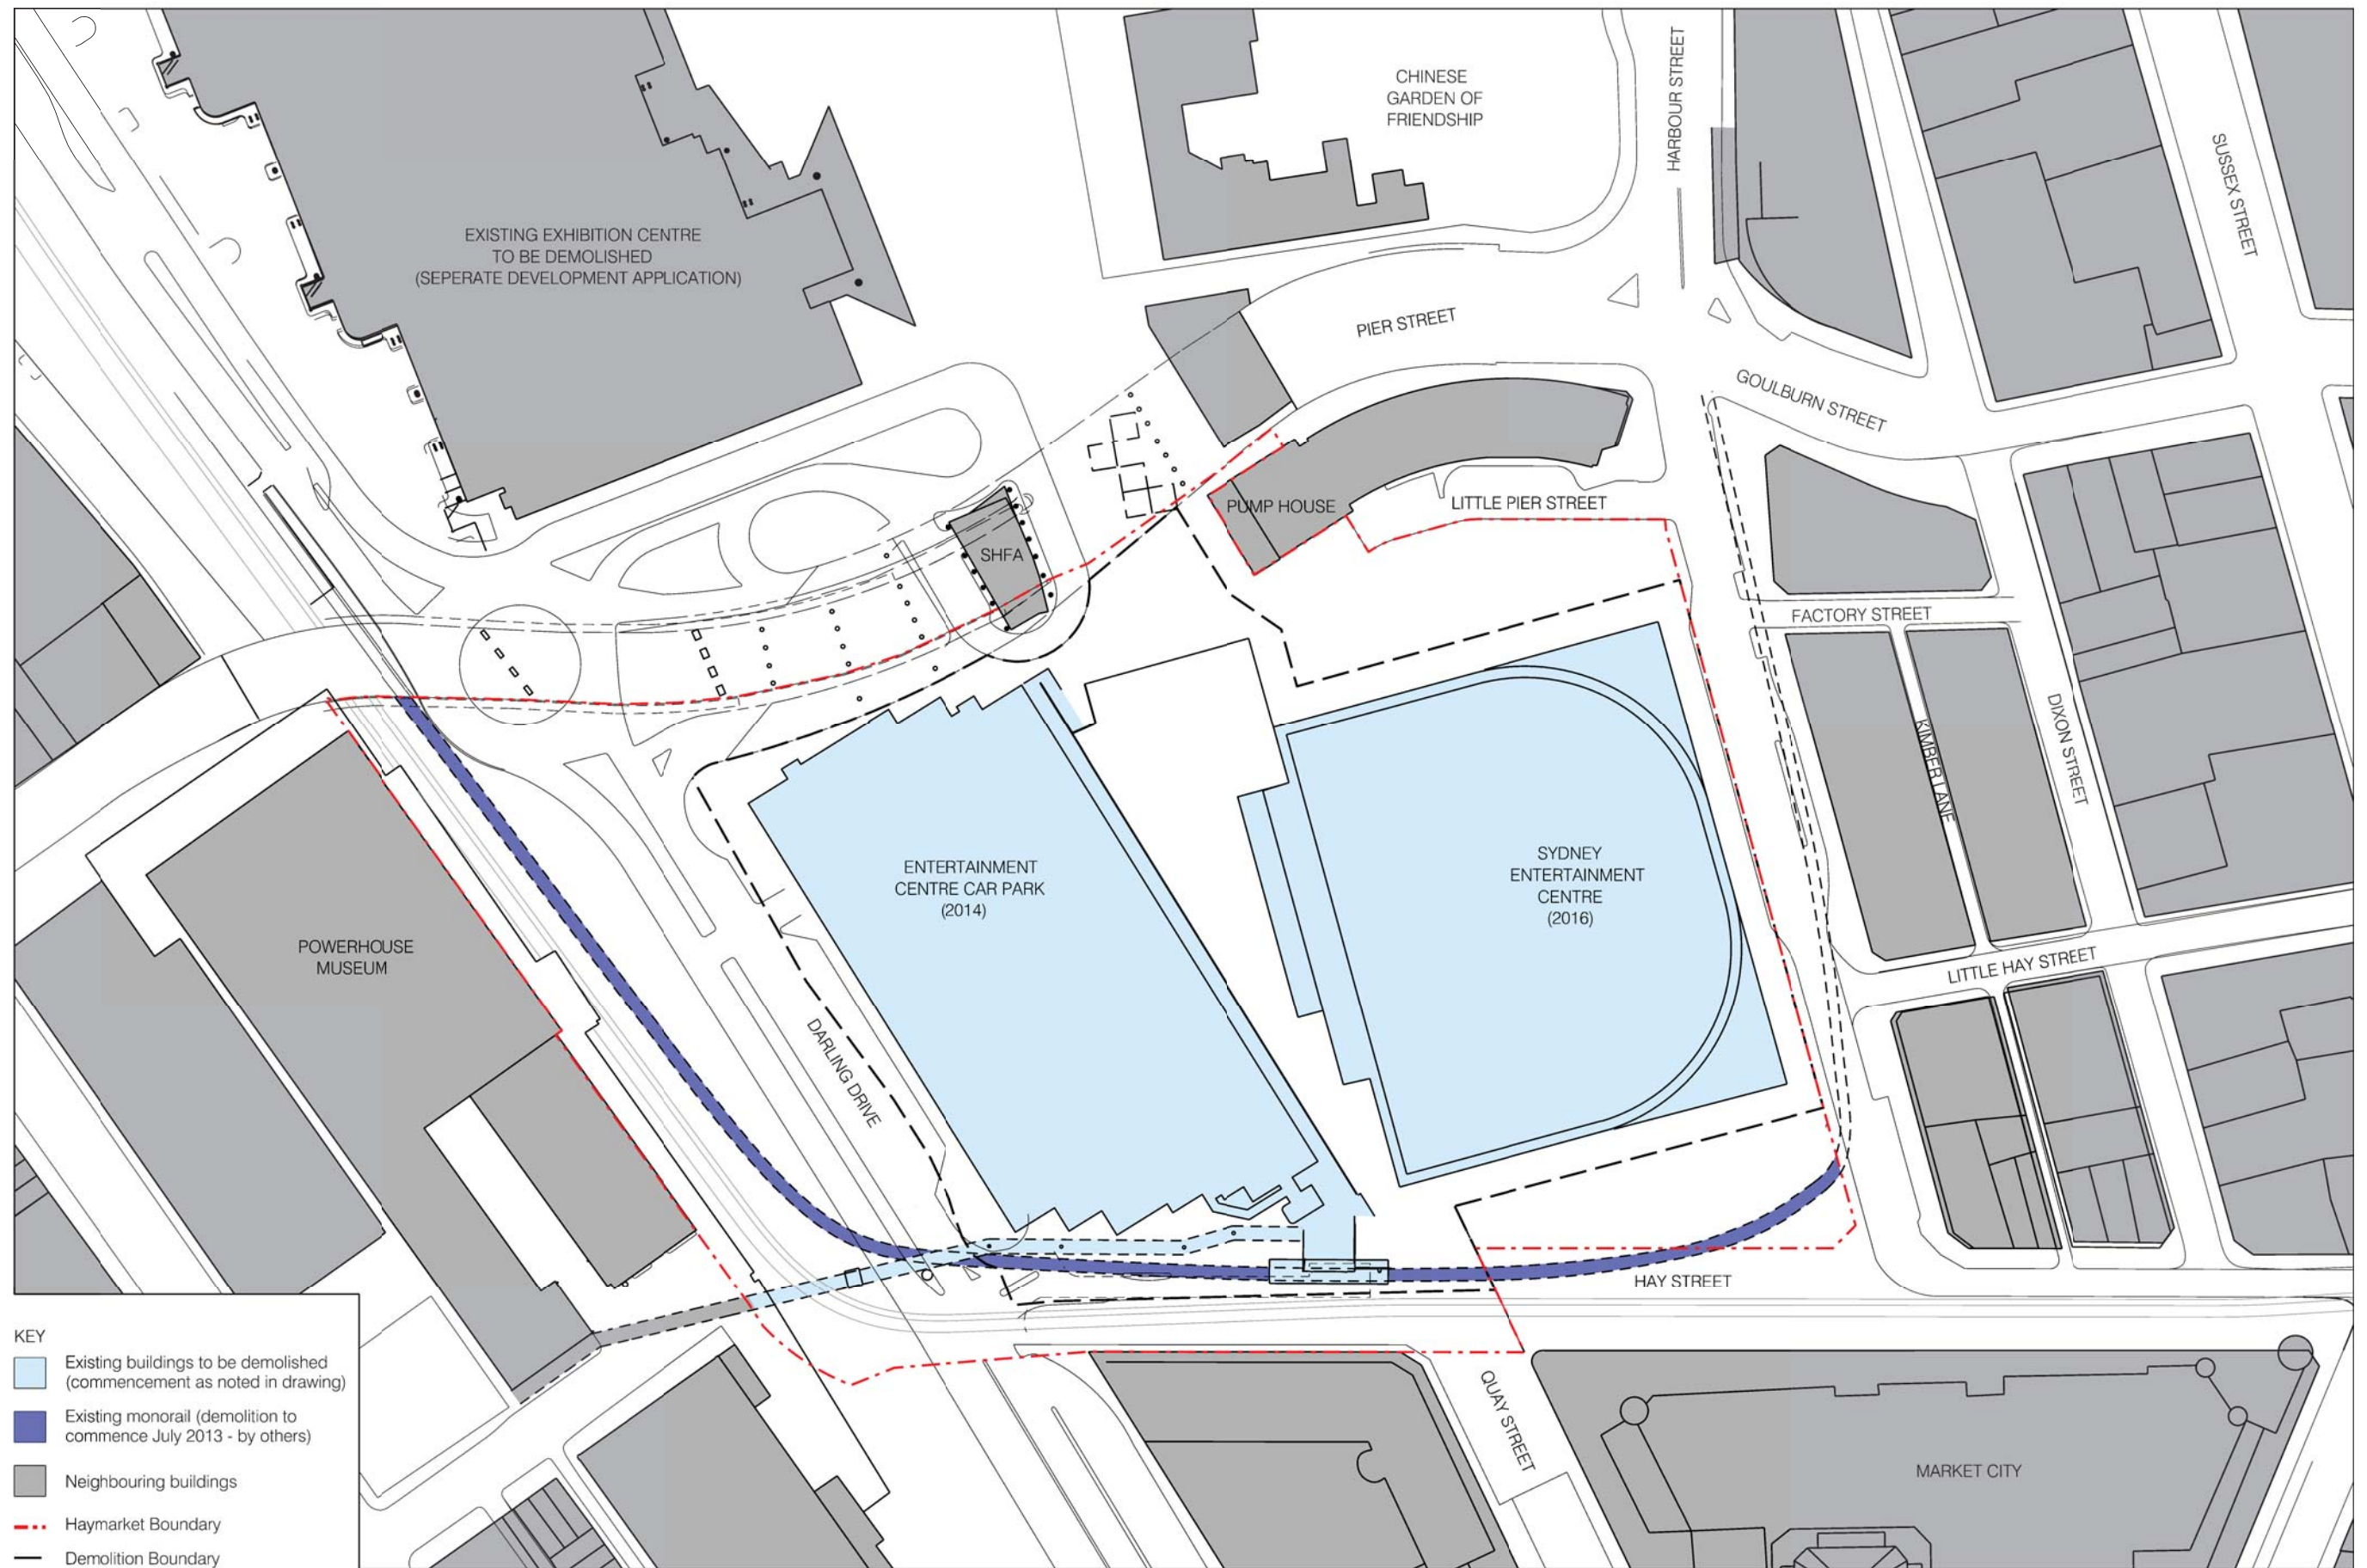 CHINESE
GARDEN OF
FRIENDSHIP
HARBOUR STREET
SUSSEX STREET
EXISTING EXHIBITION CENTRE
TO BE DEMOLISHED
(SEPERATE DEVELOPMENT APPLICATION)
PIER STREET
GOULBURN STREET
PUMP HOUSE
LITTLE PIER STREET
SHFA
FACTORY STREET
KIMBER LANE
DIXON STREET
ENTERTAINMENT
CENTRE CAR PARK
(2014)
SYDNEY
ENTERTAINMENT
CENTRE
(2016)
POWERHOUSE
MUSEUM
LITTLE HAY STREET
DARLING DRIVE
HAY STREET
QUAY STREET
MARKET CITY
KEY
Existing buildings to be demolished
(commencement as noted in drawing)
Existing monorail (demolition to
commence July 2013 - by others)
Neighbouring buildings
Haymarket Boundary
Demolition Boundary